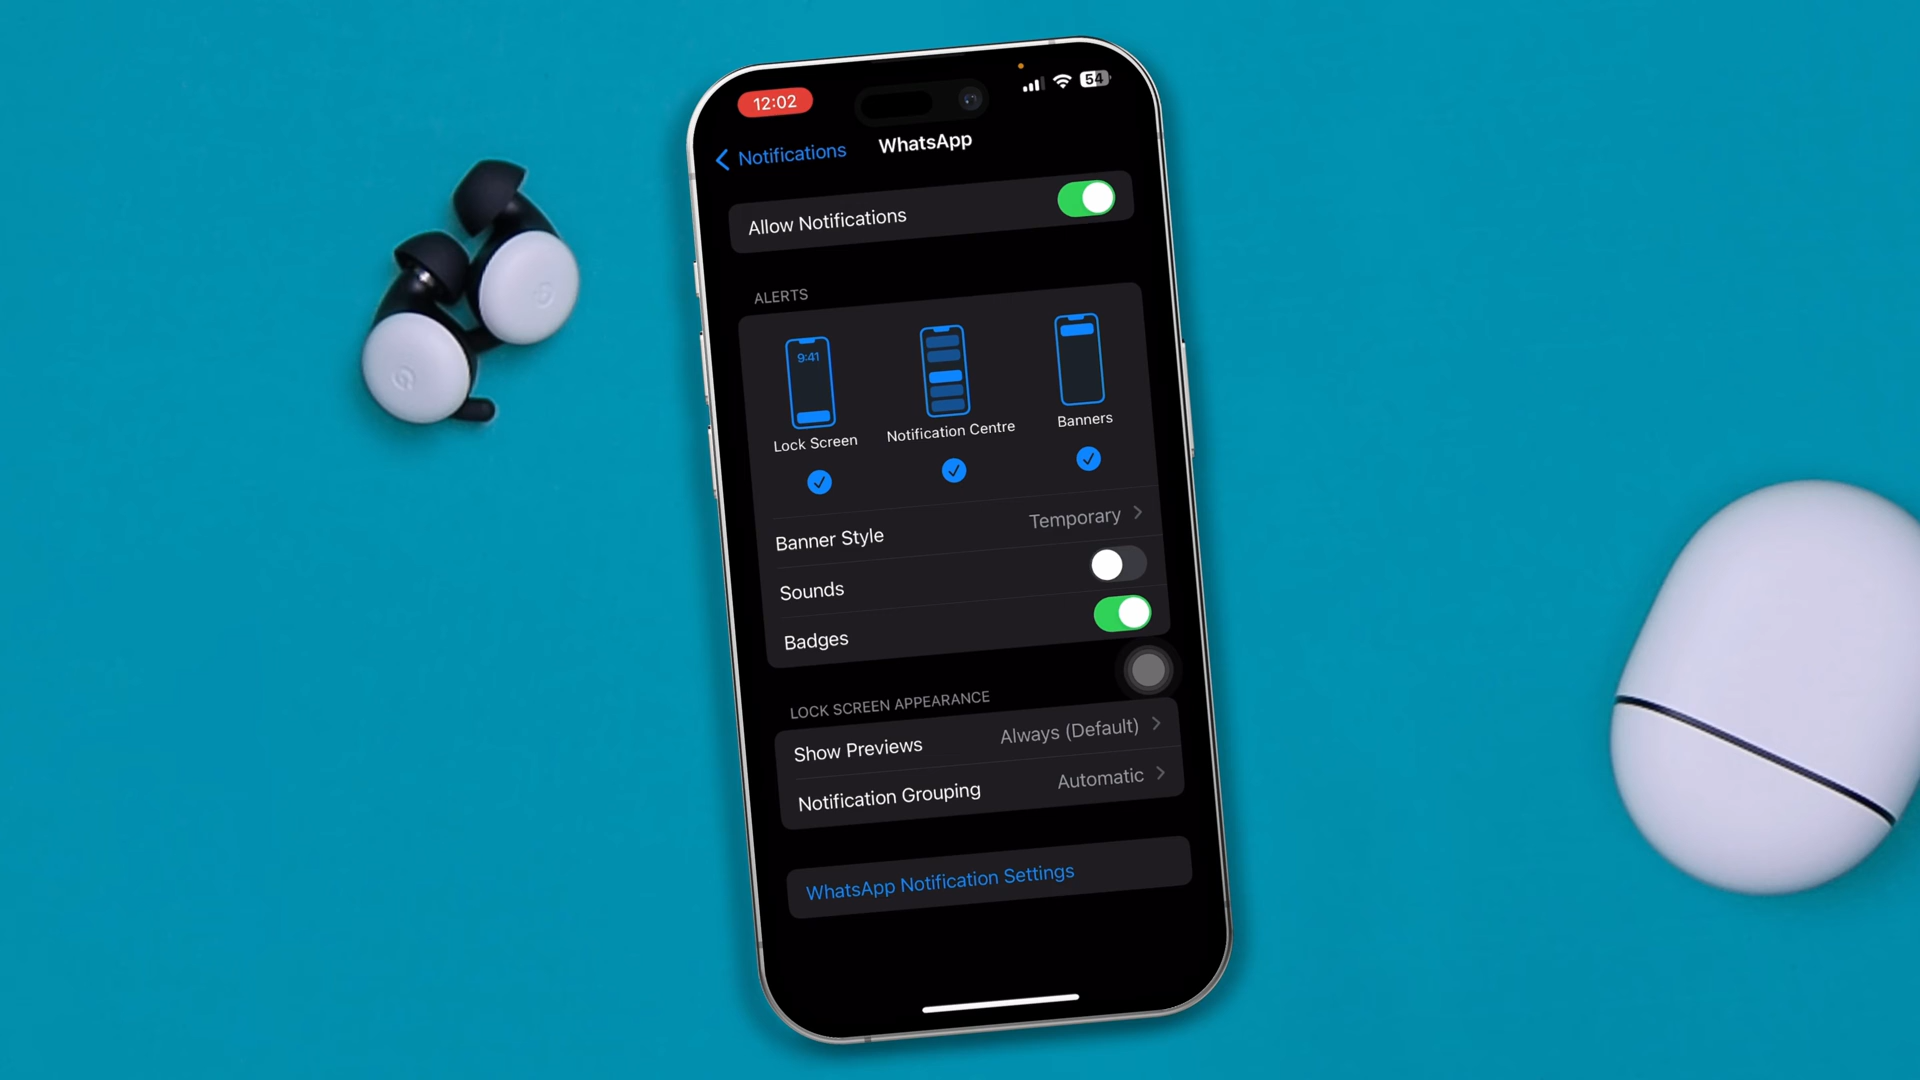 12:02
54
Notifications
WhatsApp
Allow Notifications
ALERTS
9:41
Lock Screen
Notification Centre
Banners
Banner Style
Temporary
Sounds
Badges
LOCK SCREEN APPEARANCE
Show Previews
Always (Default)
Notification Grouping
Automatic
WhatsApp Notification Settings